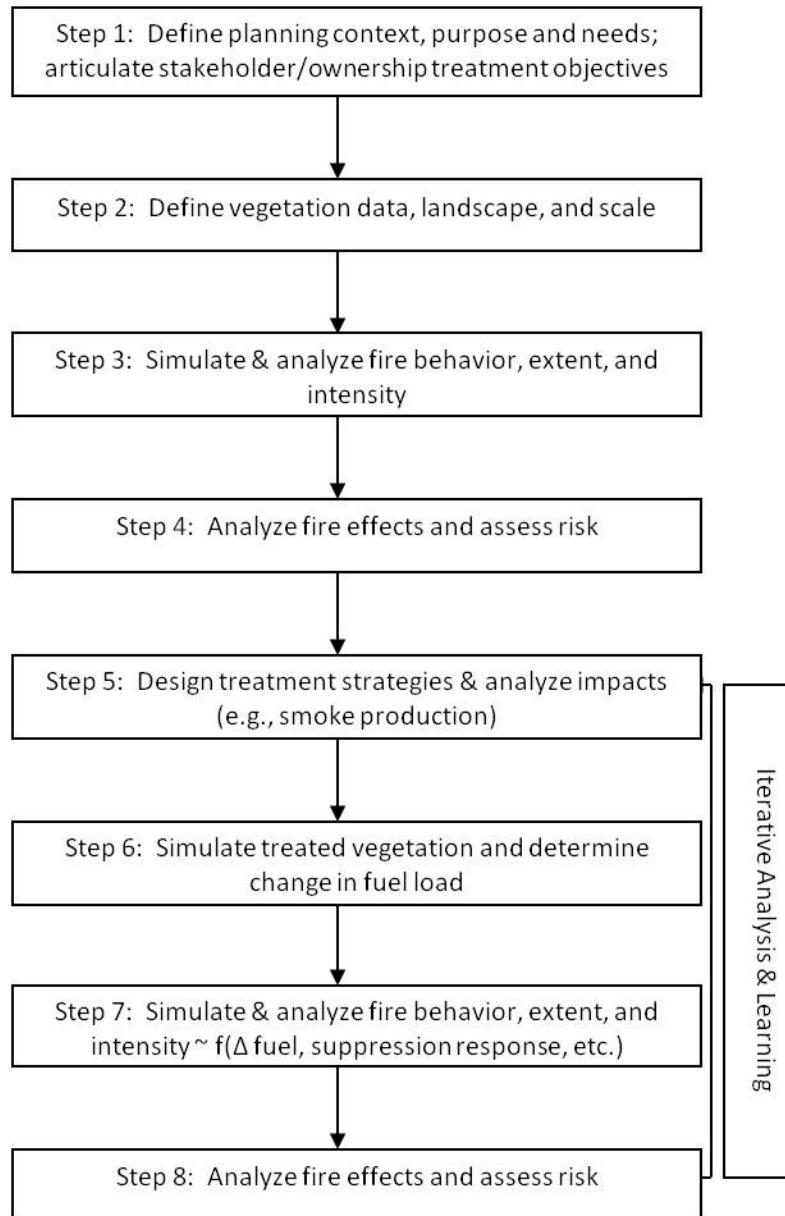 Step 1:  Define planning context, purpose and needs;
articulate stakeholder/ownership treatment objectives
Step 2:  Define vegetation data, landscape, and scale
Step 3:  Simulate & analyze fire behavior, extent, and
intensity
Step 4:  Analyze fire effects and assess risk
Step 5:  Design treatment strategies & analyze impacts
(e.g., smoke production)
Step 6:  Simulate treated vegetation and determine
change in fuel load
Step 7:  Simulate & analyze fire behavior, extent, and
intensity ~ f(Δ fuel, suppression response, etc.)
Step 8:  Analyze fire effects and assess risk
Iterative Analysis & Learning